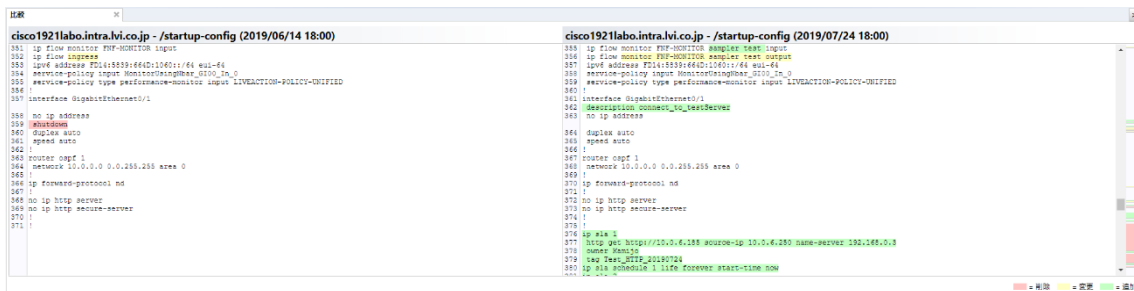 比較 ×
cisco1921labo.intra.lvi.co.jp - /startup-config (2019/06/14 18:00)
351 ip flow monitor FNF-MONITOR input
352 ip flow ingress
353 ipv6 address FD14:5839:664D:1060::/64 eui-64
354 service-policy input MonitorUsingNbar_GI00_In_0
355 service-policy type performance-monitor input LIVEACTION-POLICY-UNIFIED
356 !
357 interface GigabitEthernet0/1
358 no ip address
359 shutdown
360 duplex auto
361 speed auto
362 !
363 router ospf 1
364 network 10.0.0.0 0.0.255.255 area 0
365 !
366 ip forward-protocol nd
367 !
368 no ip http server
369 no ip http secure-server
370 !
371 !
cisco1921labo.intra.lvi.co.jp - /startup-config (2019/07/24 18:00)
355 ip flow monitor FNF-MONITOR sampler test input
356 ip flow monitor FNF-MONITOR sampler test output
357 ipv6 address FD14:5839:664D:1060::/64 eui-64
358 service-policy input MonitorUsingNbar_GI00_In_0
359 service-policy type performance-monitor input LIVEACTION-POLICY-UNIFIED
360 !
361 interface GigabitEthernet0/1
362 description connect_to_testServer
363 no ip address
364 duplex auto
365 speed auto
366 !
367 router ospf 1
368 network 10.0.0.0 0.0.255.255 area 0
369 !
370 ip forward-protocol nd
371 !
372 no ip http server
373 no ip http secure-server
374 !
375 !
376 ip sla 1
377 http get http://10.0.6.188 source-ip 10.0.6.250 name-server 192.168.0.3
378 owner Kamijo
379 tag Test_HTTP_20190724
380 ip sla schedule 1 life forever start-time now
= 削除 = 変更 = 追加